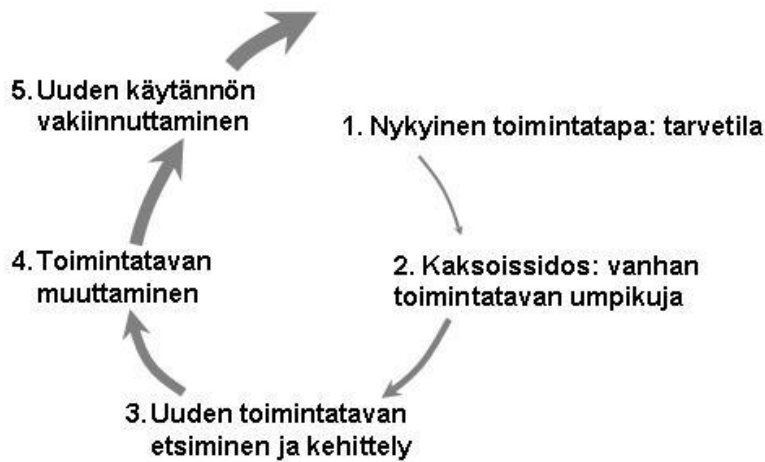 1. Nykyinen toimintatapa: tarvetila
2. Kaksoissidos: vanhan
toimintatavan umpikuja
3. Uuden toimintatavan
etsiminen ja kehittely
4. Toimintatavan
muuttaminen
5. Uuden käytännön
vakiinnuttaminen